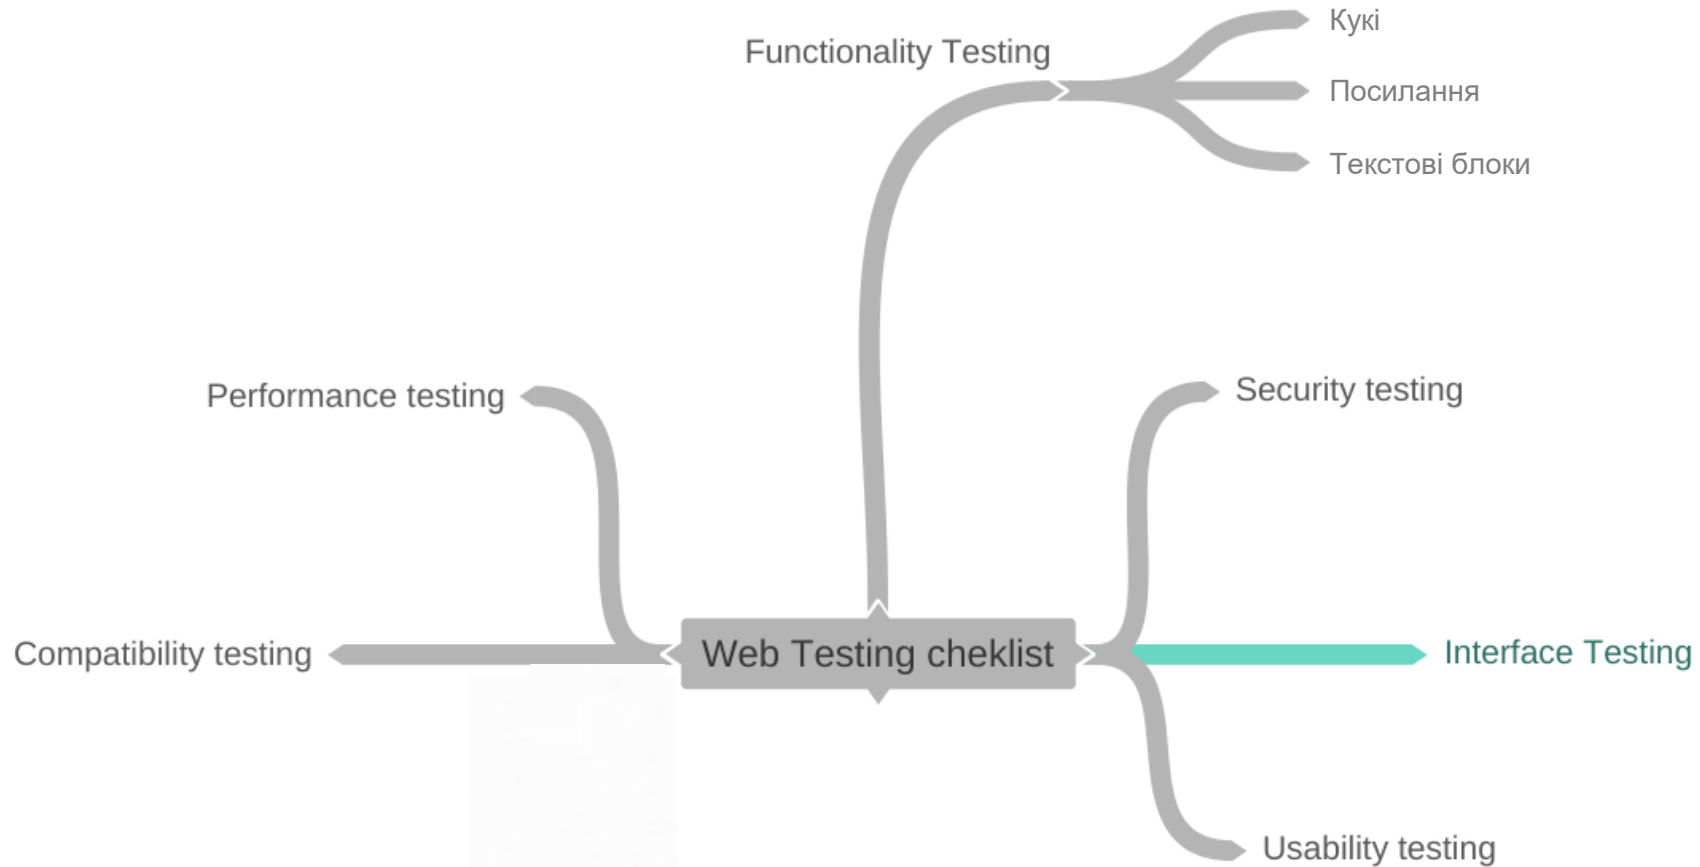 Кукі
Functionality Testing
Посилання
Текстові блоки
Performance testing
Security testing
Compatibility testing
Web Testing cheklist
Interface Testing
Usability testing